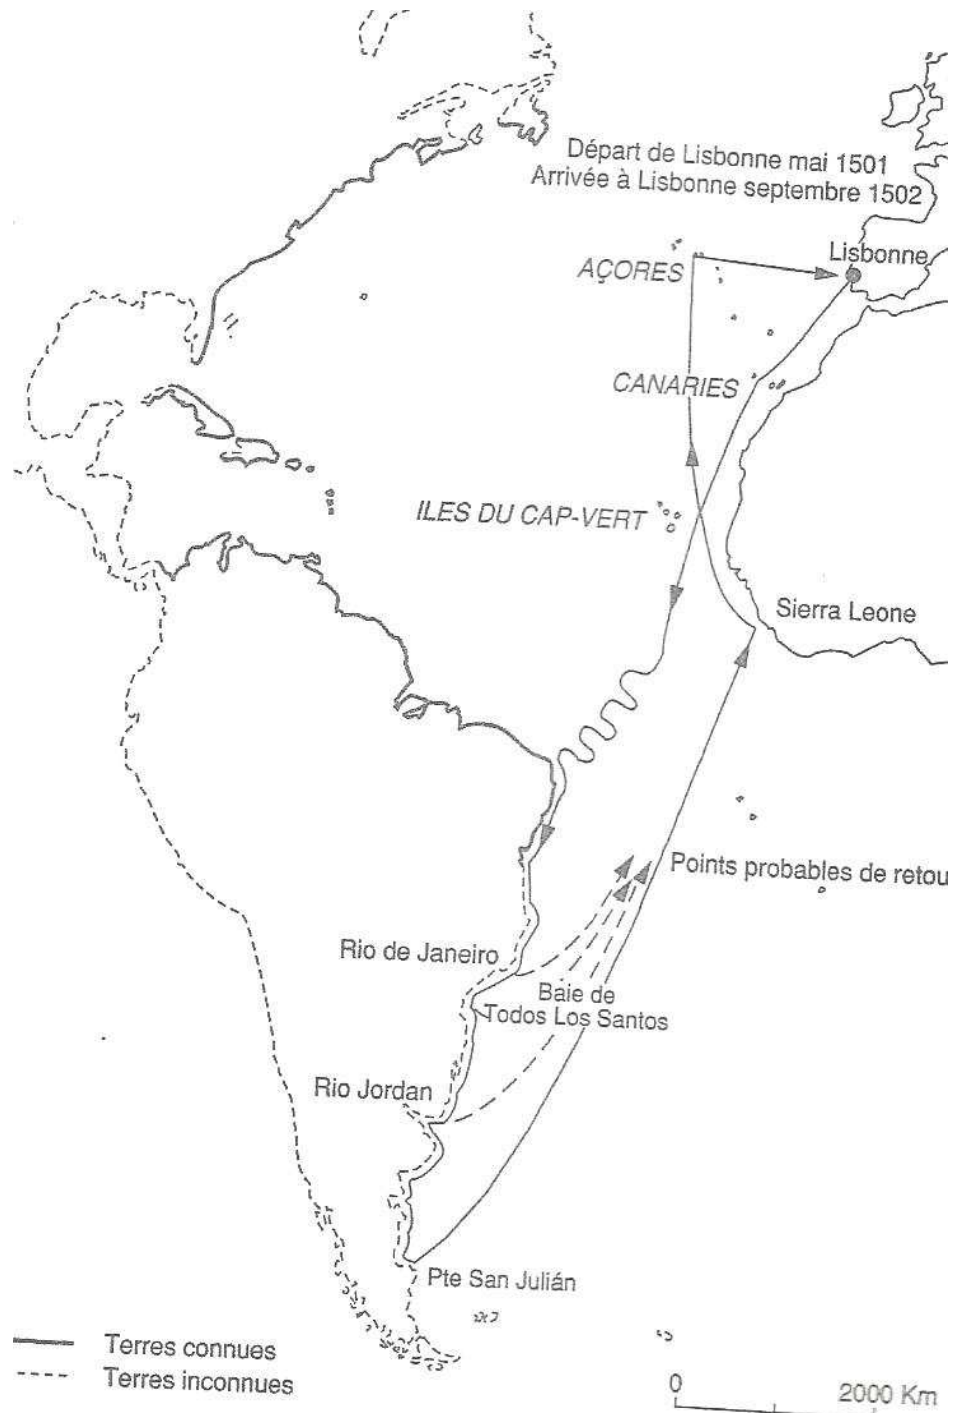 Départ de Lisbonne mai 1501
Arrivée à Lisbonne septembre 1502
Lisbonne
AÇORES
CANARIES
ILES DU CAP-VERT
Sierra Leone
Points probables de retou
Rio de Janeiro
Baie de
Todos Los Santos
Rio Jordan
Pte San Julián
Terres connues
Terres inconnues
0
2000 Km